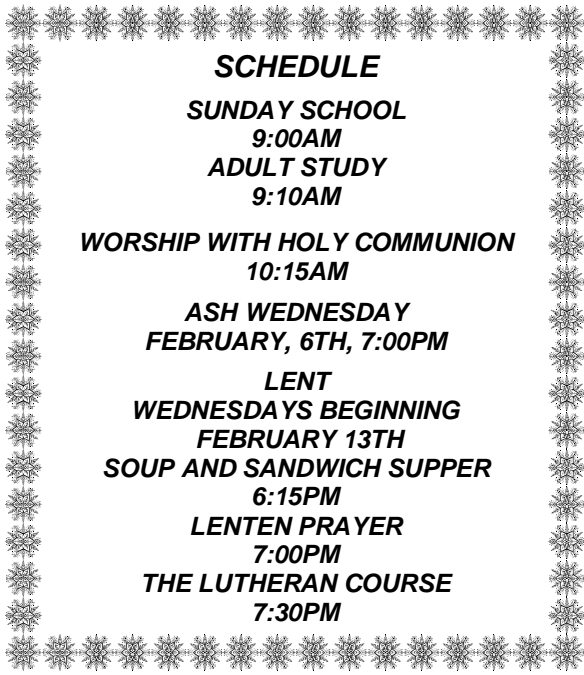 SCHEDULE
SUNDAY SCHOOL
9:00AM
ADULT STUDY
9:10AM
WORSHIP WITH HOLY COMMUNION
10:15AM
ASH WEDNESDAY
FEBRUARY, 6TH, 7:00PM
LENT
WEDNESDAYS BEGINNING
FEBRUARY 13TH
SOUP AND SANDWICH SUPPER
6:15PM
LENTEN PRAYER
7:00PM
THE LUTHERAN COURSE
7:30PM